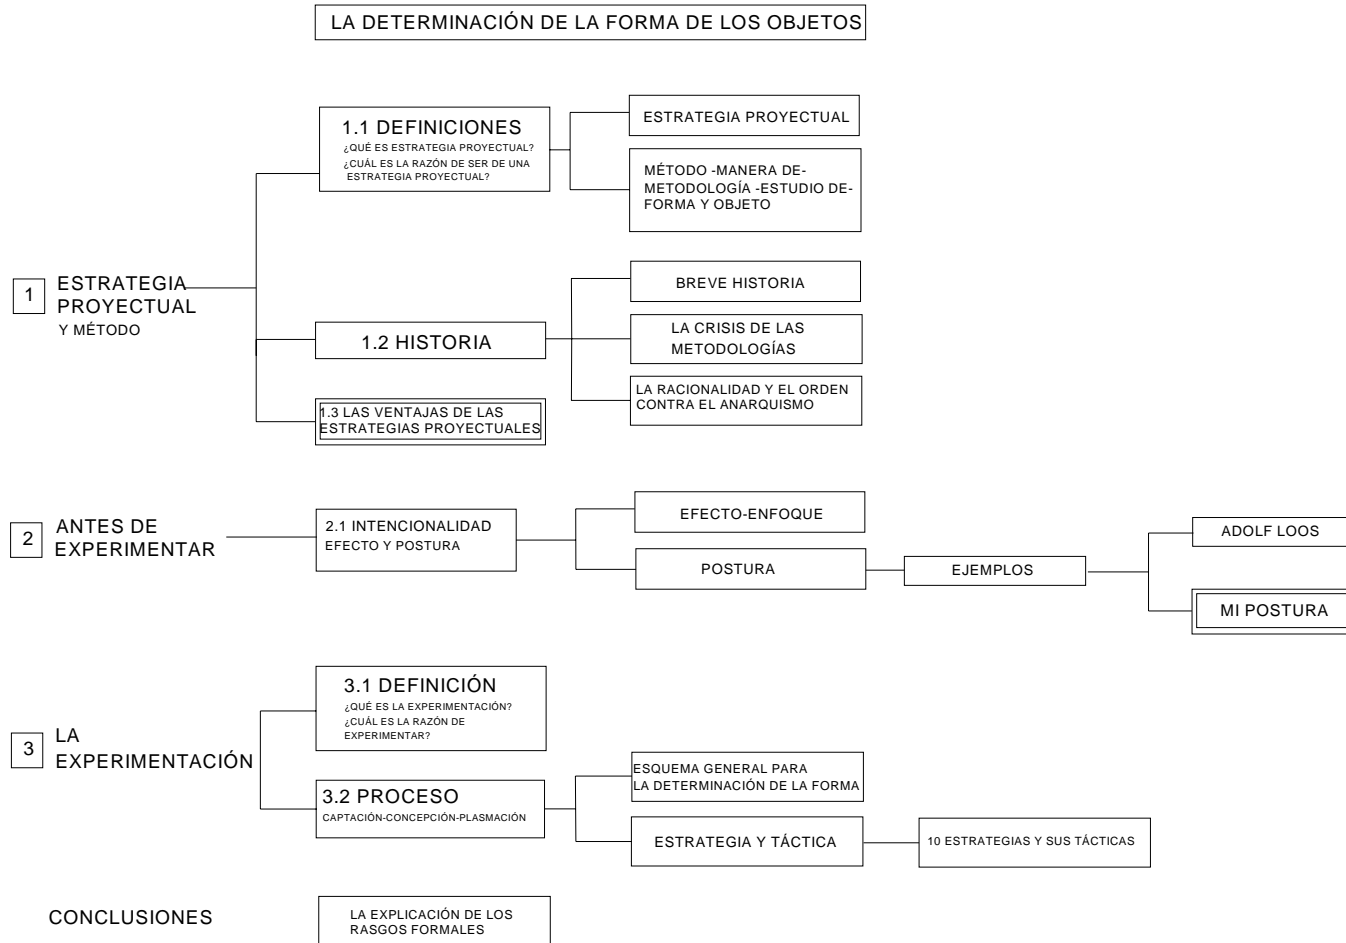 LA DETERMINACIÓN DE LA FORMA DE LOS OBJETOS
1
ESTRATEGIA
PROYECTUAL
Y MÉTODO
1.1 DEFINICIONES
¿QUÉ ES ESTRATEGIA PROYECTUAL?
¿CUÁL ES LA RAZÓN DE SER DE UNA
ESTRATEGIA PROYECTUAL?
ESTRATEGIA PROYECTUAL
MÉTODO -MANERA DE-
METODOLOGÍA -ESTUDIO DE-
FORMA Y OBJETO
1.2 HISTORIA
BREVE HISTORIA
LA CRISIS DE LAS
METODOLOGÍAS
LA RACIONALIDAD Y EL ORDEN
CONTRA EL ANARQUISMO
1.3 LAS VENTAJAS DE LAS
ESTRATEGIAS PROYECTUALES
2
ANTES DE
EXPERIMENTAR
2.1 INTENCIONALIDAD
EFECTO Y POSTURA
EFECTO-ENFOQUE
POSTURA
EJEMPLOS
ADOLF LOOS
MI POSTURA
3
LA
EXPERIMENTACIÓN
3.1 DEFINICIÓN
¿QUÉ ES LA EXPERIMENTACIÓN?
¿CUÁL ES LA RAZÓN DE
EXPERIMENTAR?
3.2 PROCESO
CAPTACIÓN-CONCEPCIÓN-PLASMACIÓN
ESQUEMA GENERAL PARA
LA DETERMINACIÓN DE LA FORMA
ESTRATEGIA Y TÁCTICA
10 ESTRATEGIAS Y SUS TÁCTICAS
CONCLUSIONES
LA EXPLICACIÓN DE LOS
RASGOS FORMALES